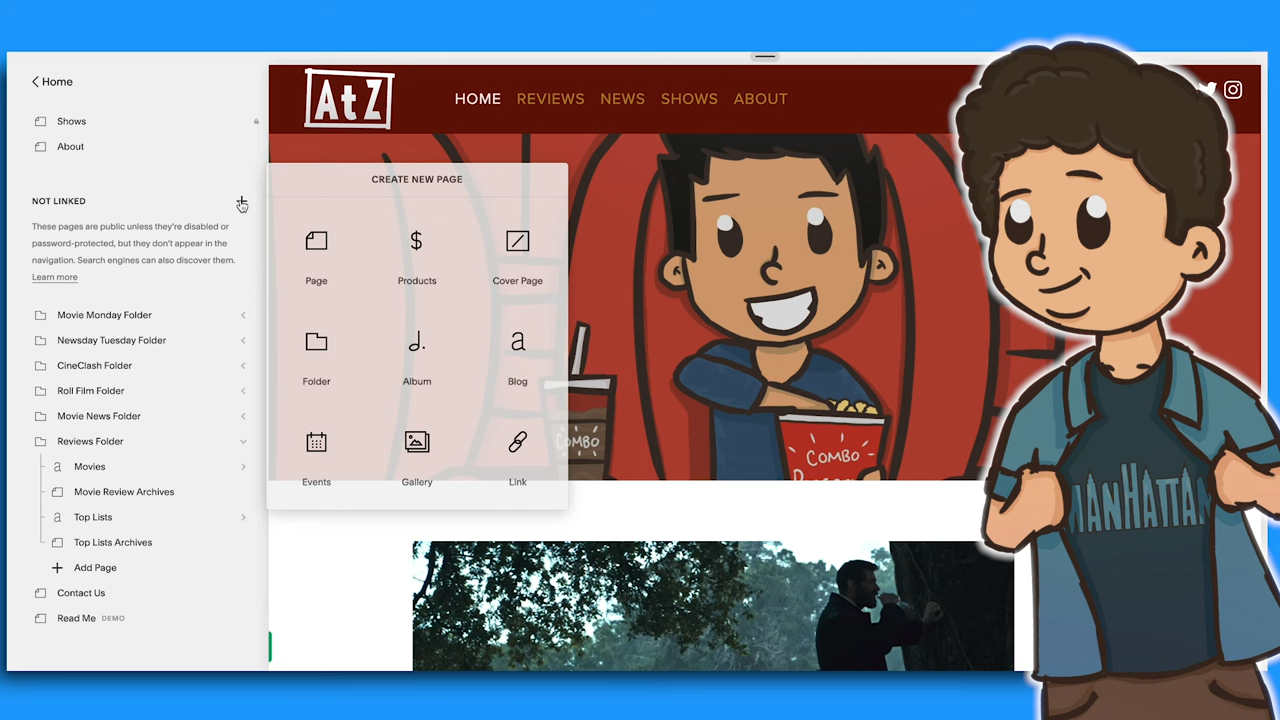 Home
Shows
About
NOT LINKED
These pages are public unless they're disabled or
password-protected, but they don't appear in the
navigation. Search engines can also discover them.
Learn more
Movie Monday Folder
Newsday Tuesday Folder
CineClash Folder
Roll Film Folder
Movie News Folder
Reviews Folder
a Movies
Movie Review Archives
a Top Lists
Top Lists Archives
+ Add Page
Contact Us
Read Me DEMO
AtZ
HOME REVIEWS NEWS SHOWS ABOUT
CREATE NEW PAGE
$
Page Products Cover Page
a
Folder Album Blog
Events Gallery Link
COMBO
COMBO
MANHATTAN